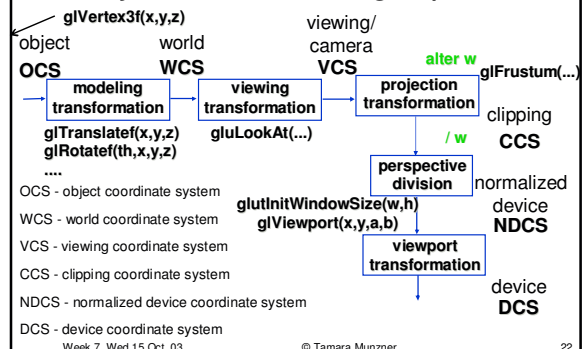 glVertex3f(x,y,z)
object
OCS
world
WCS
viewing/
camera
VCS
alter w
glFrustum(...)
modeling
transformation
viewing
transformation
projection
transformation
glTranslatef(x,y,z)
glRotatef(th,x,y,z)
....
gluLookAt(...)
clipping
CCS
/ w
perspective
division
normalized
device
NDCS
glutInitWindowSize(w,h)
glViewport(x,y,a,b)
viewport
transformation
device
DCS
OCS - object coordinate system
WCS - world coordinate system
VCS - viewing coordinate system
CCS - clipping coordinate system
NDCS - normalized device coordinate system
DCS - device coordinate system
Week 7, Wed 15 Oct, 03
© Tamara Munzner
22